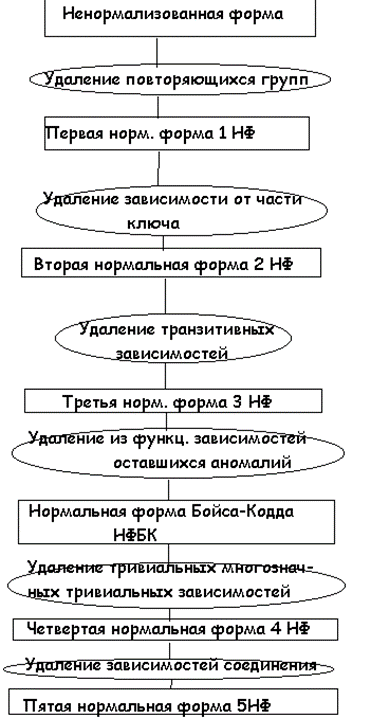 Ненормализованная форма
Удаление повторяющихся групп
Первая норм. форма 1 НФ
Удаление зависимости от части
ключа
Вторая нормальная форма 2 НФ
Удаление транзитивных
зависимостей
Третья норм. форма 3 НФ
Удаление из функц. зависимостей
оставшихся аномалий
Нормальная форма Бойса-Кодда
НФБК
Удаление тривиальных многознач-
ных тривиальных зависимостей
Четвертая нормальная форма 4 НФ
Удаление зависимостей соединения
Пятая нормальная форма 5НФ